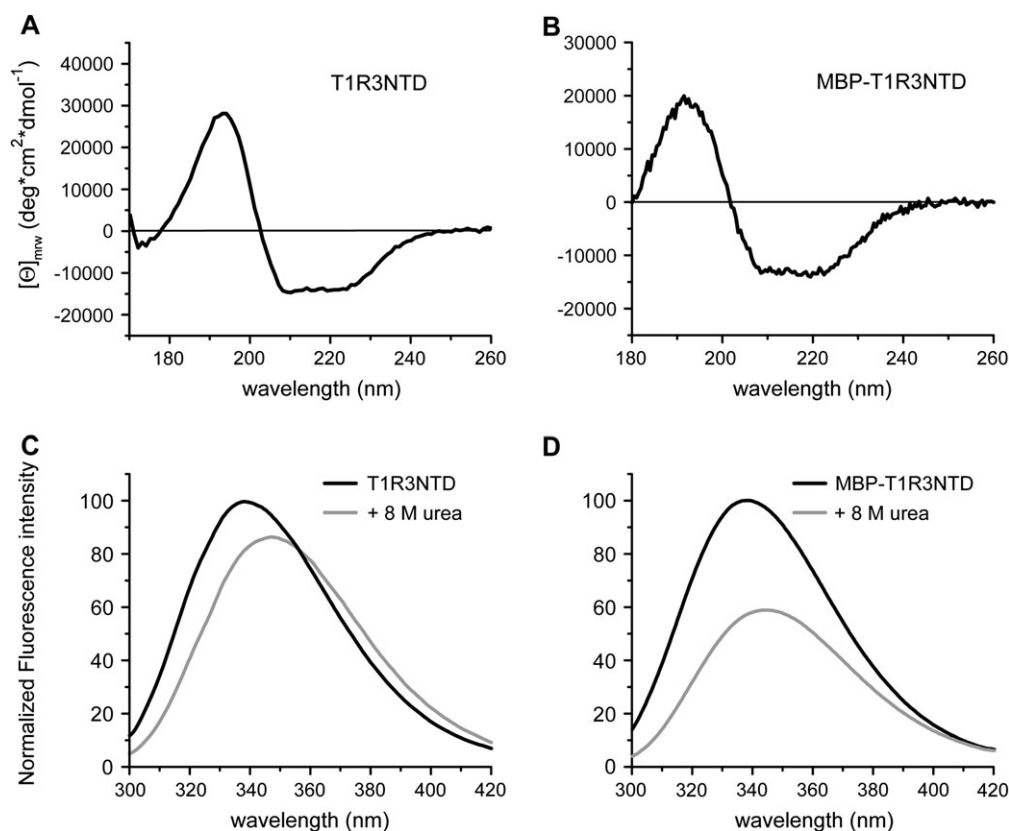 A
T1R3NTD
[Θ]mrw (deg*cm²*dmol⁻¹)
40000
30000
20000
10000
0
-10000
-20000
180 200 220 240 260
wavelength (nm)
B
MBP-T1R3NTD
30000
20000
10000
0
-10000
-20000
180 200 220 240 260
wavelength (nm)
C
T1R3NTD
+ 8 M urea
Normalized Fluorescence intensity
100
80
60
40
20
0
300 320 340 360 380 400 420
wavelength (nm)
D
MBP-T1R3NTD
+ 8 M urea
100
80
60
40
20
0
300 320 340 360 380 400 420
wavelength (nm)